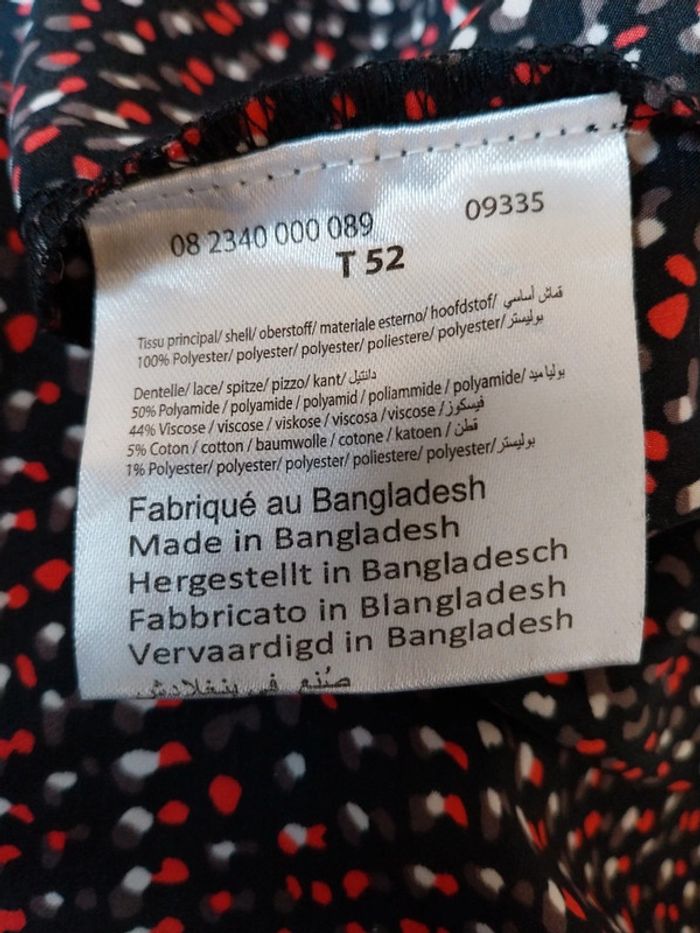 08 2340 000 089 09335
T 52
Tissu principal/ shell/ oberstoff/ materiale esterno/ hoofdstof/ قماش أساسي
100% Polyester/ polyester/ polyester/ poliestere/ polyester/ بوليستر
Dentelle/ lace/ spitze/ pizzo/ kant/ دانتيل
50% Polyamide / polyamide / polyamid / poliammide / polyamide/ بوليا ميد
44% Viscose / viscose / viskose / viscosa / viscose / فيسكوز
5% Coton / cotton / baumwolle / cotone / katoen / قطن
1% Polyester/ polyester/ polyester/ poliestere/ polyester/ بوليستر
Fabriqué au Bangladesh
Made in Bangladesh
Hergestellt in Bangladesch
Fabbricato in Blangladesh
Vervaardigd in Bangladesh
صُنع في بنغلادش